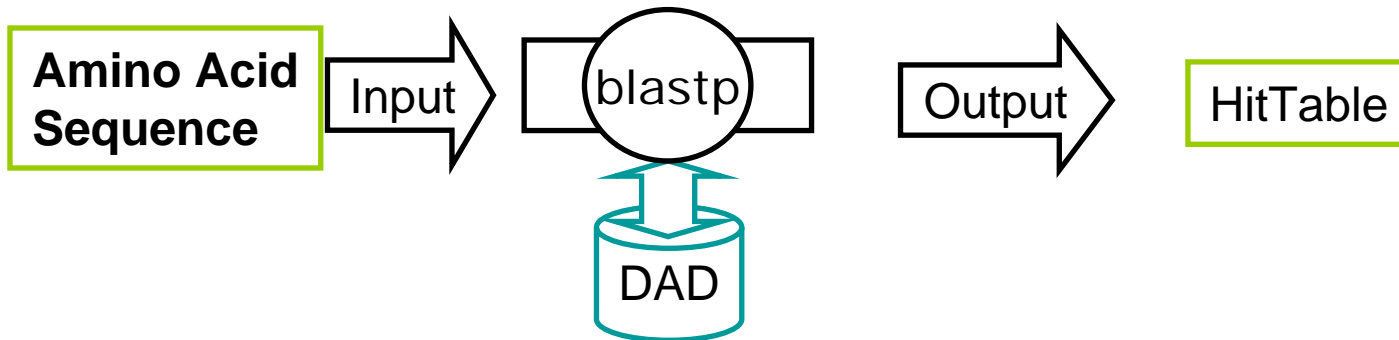 Amino Acid
Sequence
Input
blastp
Output
HitTable
DAD